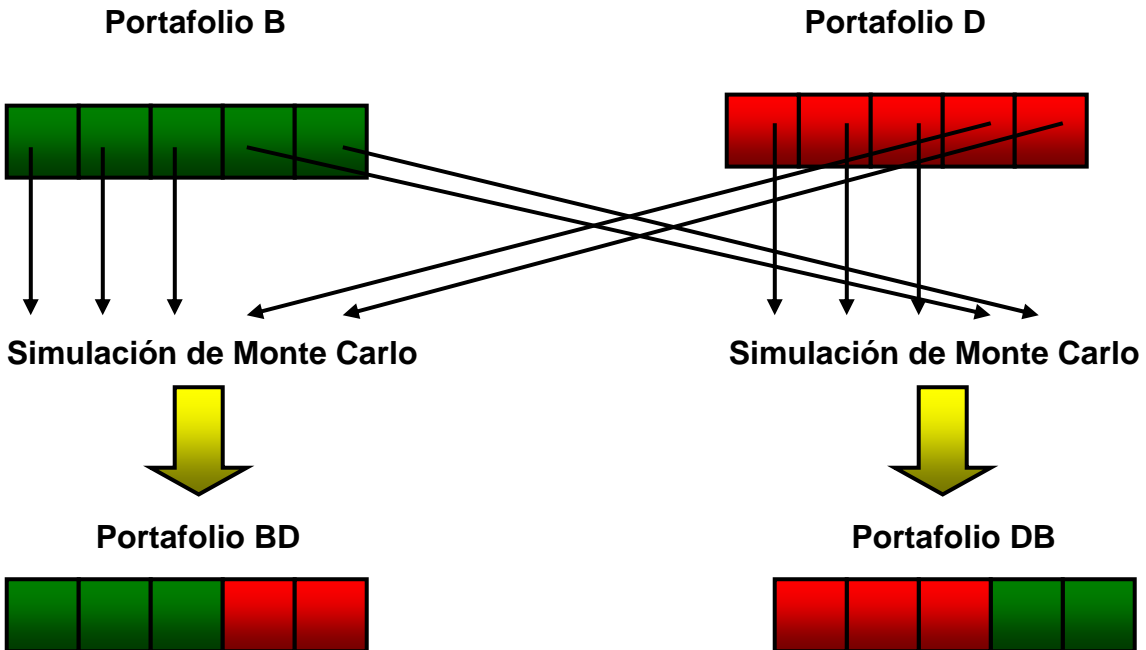 Portafolio B
Portafolio D
Simulación de Monte Carlo
Simulación de Monte Carlo
Portafolio BD
Portafolio DB